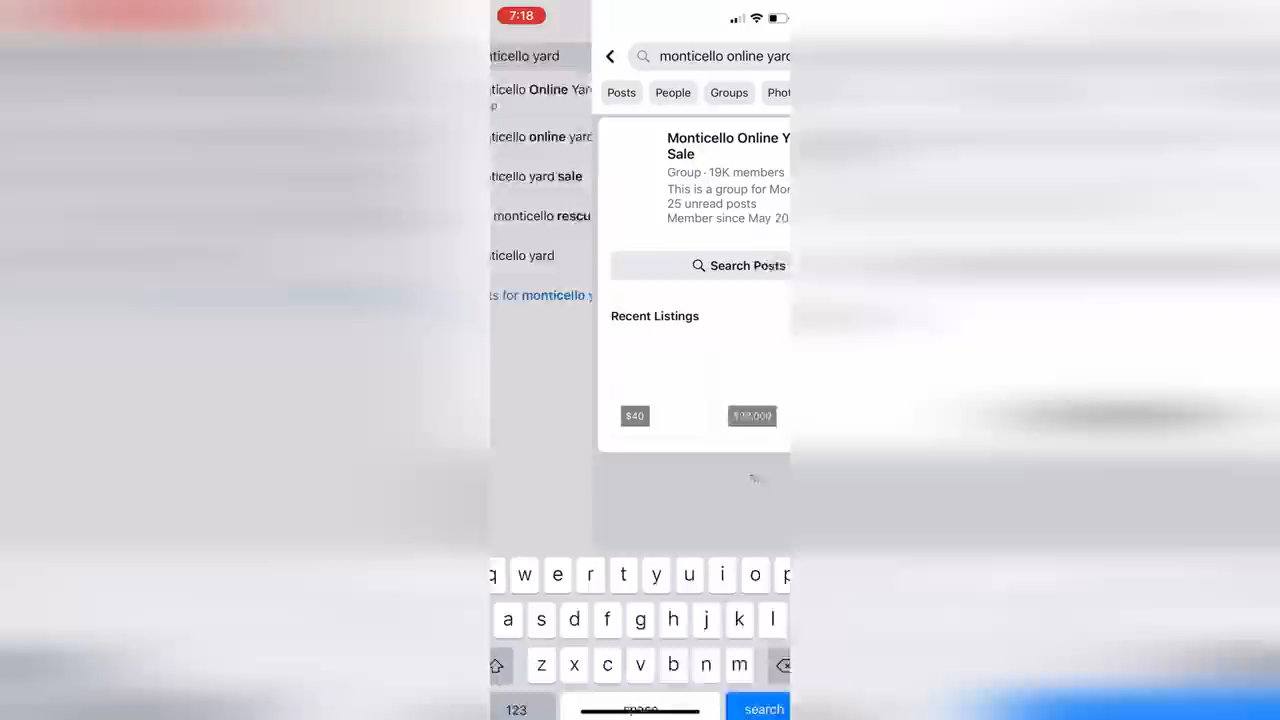 7:18
ticello yard
monticello online yard
ticello Online Yar
p
ticello online yard
ticello yard sale
monticello rescu
ticello yard
ts for monticello y
Posts People Groups Phot
Monticello Online Y
Sale
Group · 19K members
This is a group for Mon
25 unread posts
Member since May 20
Search Posts
Recent Listings
$40
q w e r t y u i o p
a s d f g h j k l
z x c v b n m
123 space search